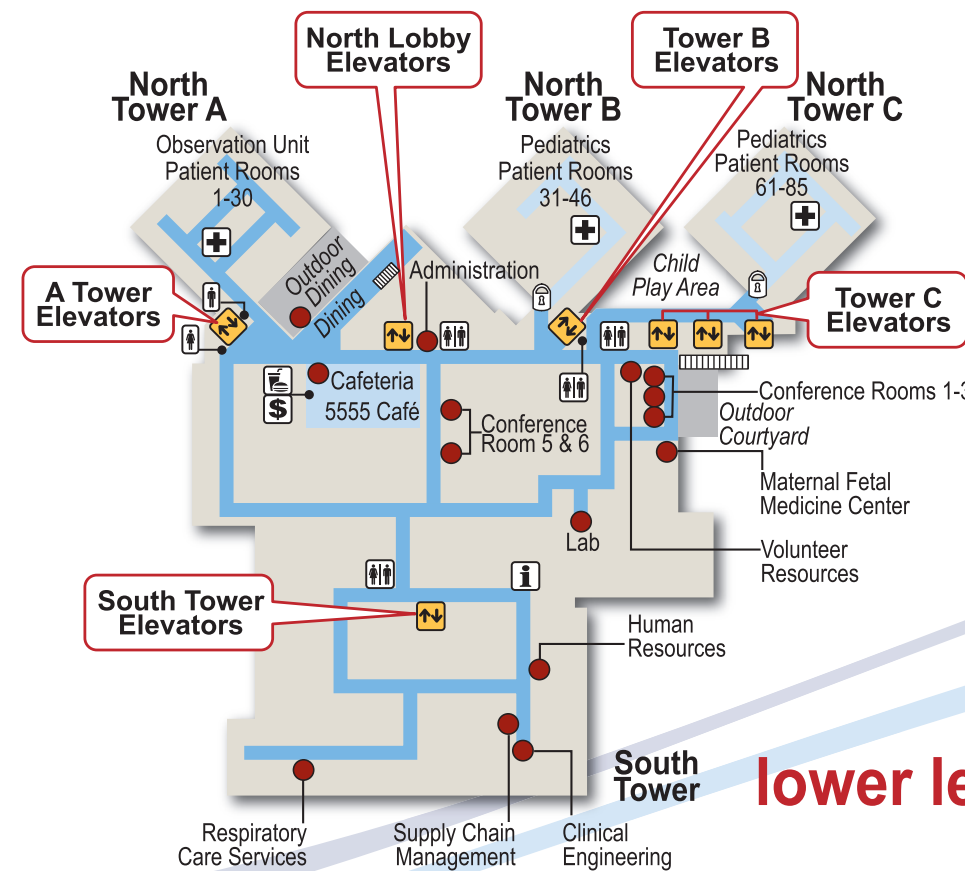 North Lobby
Elevators
Tower B
Elevators
North
Tower A
North
Tower B
North
Tower C
Observation Unit
Patient Rooms
1-30
Pediatrics
Patient Rooms
31-46
Pediatrics
Patient Rooms
61-85
Outdoor
Dining
Dining
Administration
Child
Play Area
A Tower
Elevators
Tower C
Elevators
$
Cafeteria
5555 Café
Conference
Room 5 & 6
Conference Rooms 1-3
Outdoor
Courtyard
Maternal Fetal
Medicine Center
Lab
Volunteer
Resources
i
South Tower
Elevators
Human
Resources
South
Tower
lower le
Respiratory
Care Services
Supply Chain
Management
Clinical
Engineering